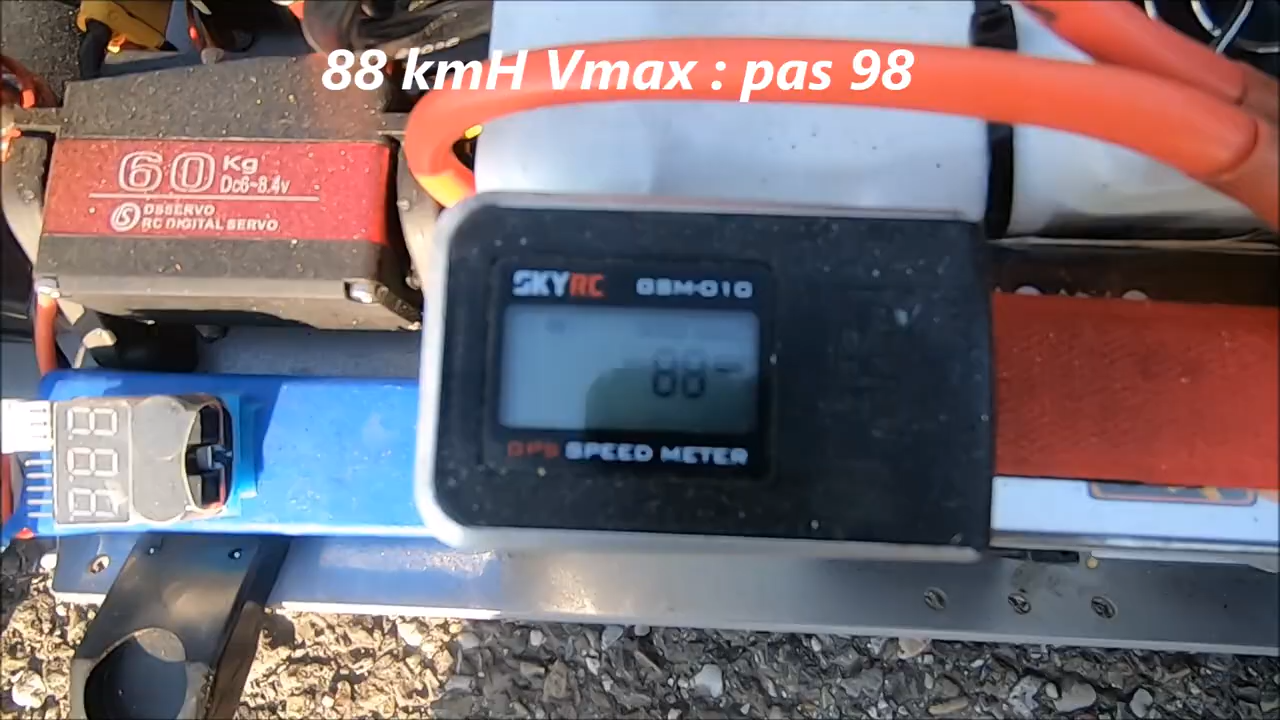 88 kmH Vmax : pas 98
60 Kg
Dc6-8.4v
DSSERVO
RC DIGITAL SERVO
SKYRC GSM-010
88
GPS SPEED METER